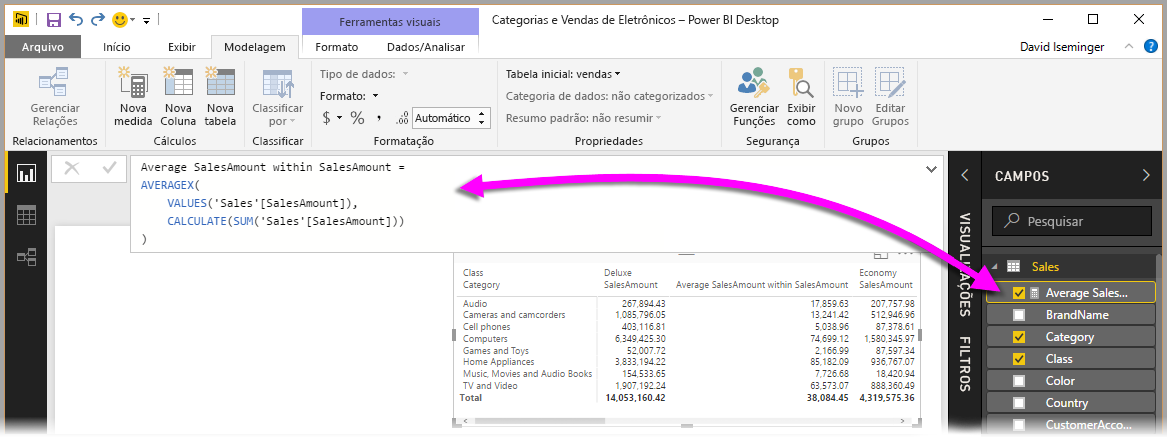 Ferramentas visuais
Categorias e Vendas de Eletrônicos – Power BI Desktop
Arquivo Início Exibir Modelagem Formato Dados/Analisar David Iseminger
Gerenciar Relações
Relacionamentos
Nova medida
Nova Coluna
Nova tabela
Cálculos
Classificar por
Classificar
Tipo de dados:
Formato:
$ % , .00 Automático
Formatação
Tabela inicial: vendas
Categoria de dados: não categorizados
Resumo padrão: não resumir
Propriedades
Gerenciar Funções
Exibir como
Segurança
Novo grupo
Editar Grupos
Grupos
Average SalesAmount within SalesAmount =
AVERAGEX(
VALUES('Sales'[SalesAmount]),
CALCULATE(SUM('Sales'[SalesAmount]))
)
Class Deluxe Economy
Category SalesAmount Average SalesAmount within SalesAmount SalesAmount
Audio 267,894.43 17,859.63 207,757.98
Cameras and camcorders 1,085,796.05 13,241.42 512,946.96
Cell phones 403,116.81 5,038.96 87,378.61
Computers 6,349,425.30 74,699.12 1,580,345.97
Games and Toys 52,007.72 2,166.99 87,597.34
Home Appliances 3,833,194.22 85,182.09 936,767.07
Music, Movies and Audio Books 154,533.65 7,726.68 18,420.94
TV and Video 1,907,192.24 63,573.07 888,360.49
Total 14,053,160.42 38,084.45 4,319,575.36
VISUALIZAÇÕES
FILTROS
CAMPOS
Pesquisar
Sales
Average Sales...
BrandName
Category
Class
Color
Country
CustomerAcco...